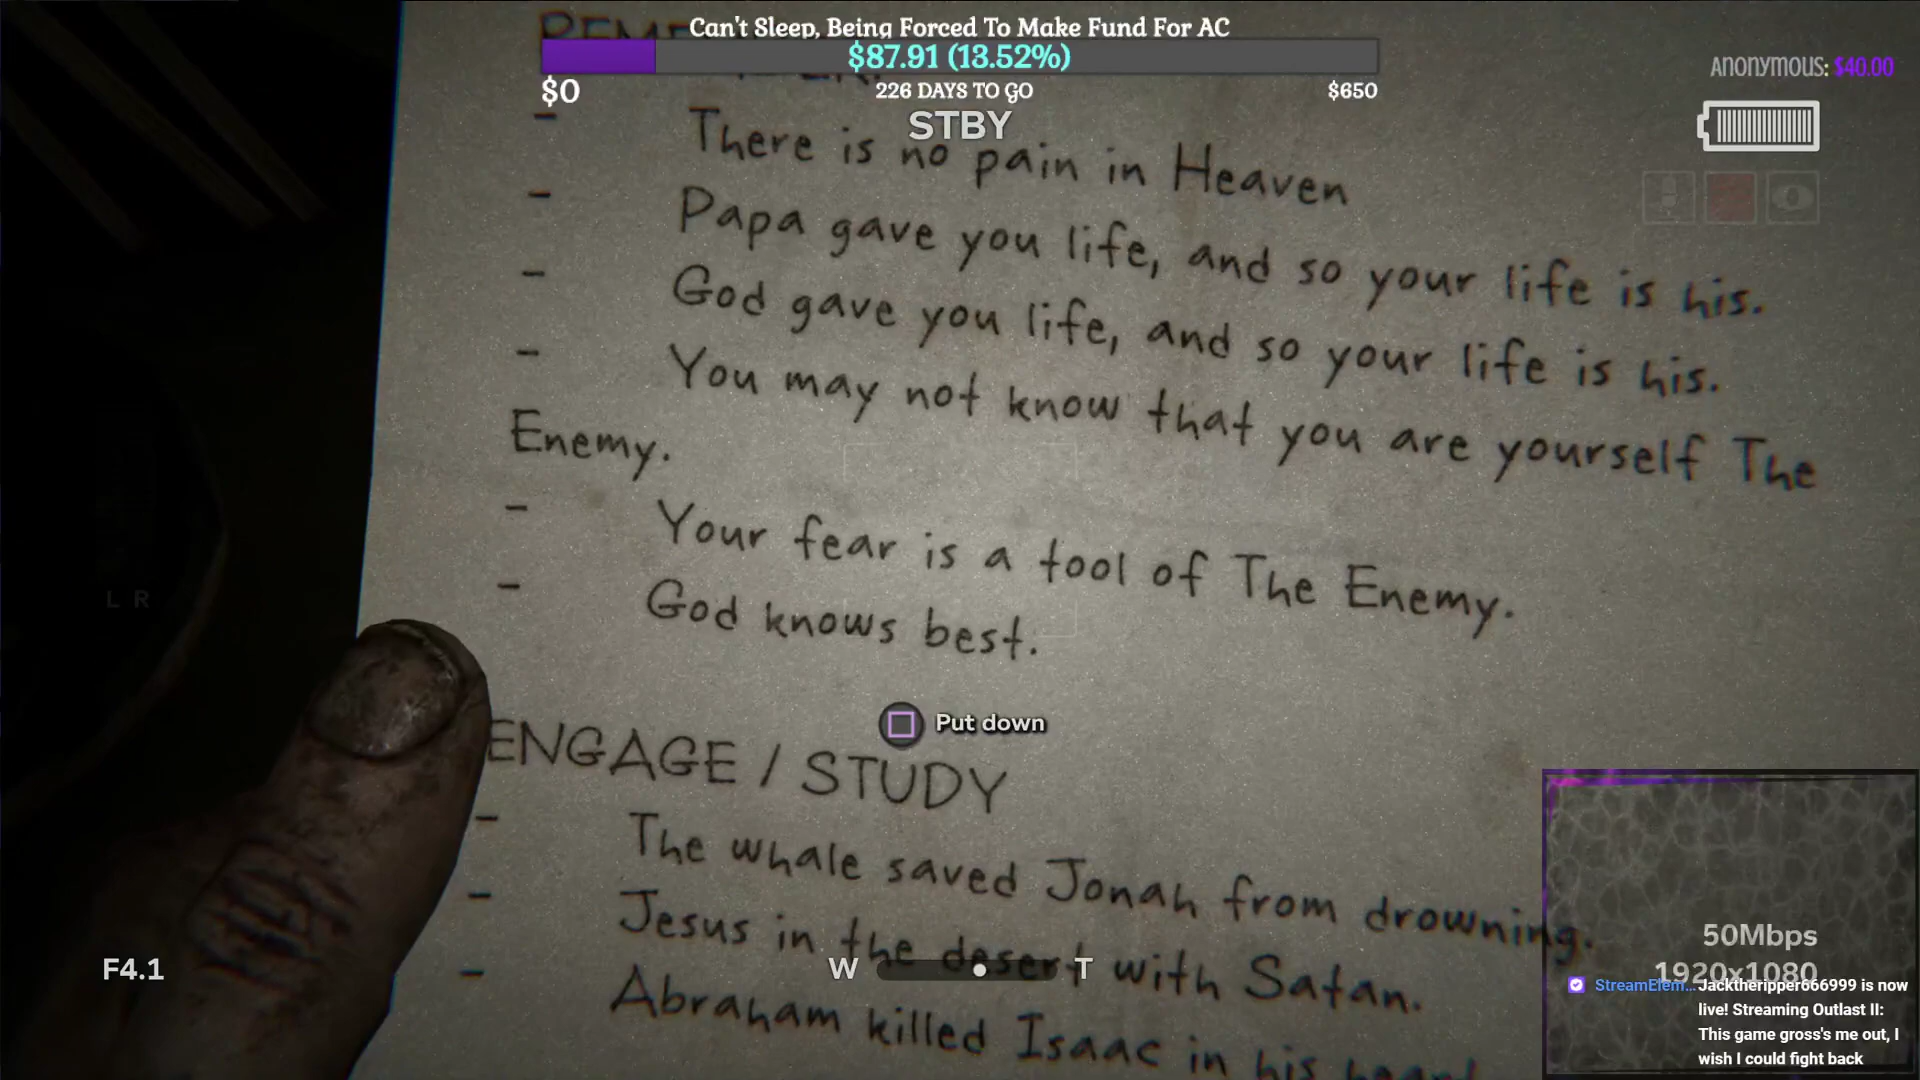 Can't Sleep, Being Forced To Make Fund For AC
$87.91 (13.52%)
$0
226 DAYS TO GO
$650
ANONYMOUS: $40.00
STBY
- There is no pain in Heaven
- Papa gave you life, and so your life is his.
- God gave you life, and so your life is his.
- You may not know that you are yourself The
Enemy.
- Your fear is a tool of The Enemy.
- God knows best.
L R
Put down
ENGAGE / STUDY
- The whale saved Jonah from drowning.
- Jesus in the desert with Satan.
- Abraham killed Isaac in his heart
F4.1
W
T
50Mbps
1920x1080
StreamElem... Jacktheripper666999 is now
live! Streaming Outlast II:
This game gross's me out, I
wish I could fight back